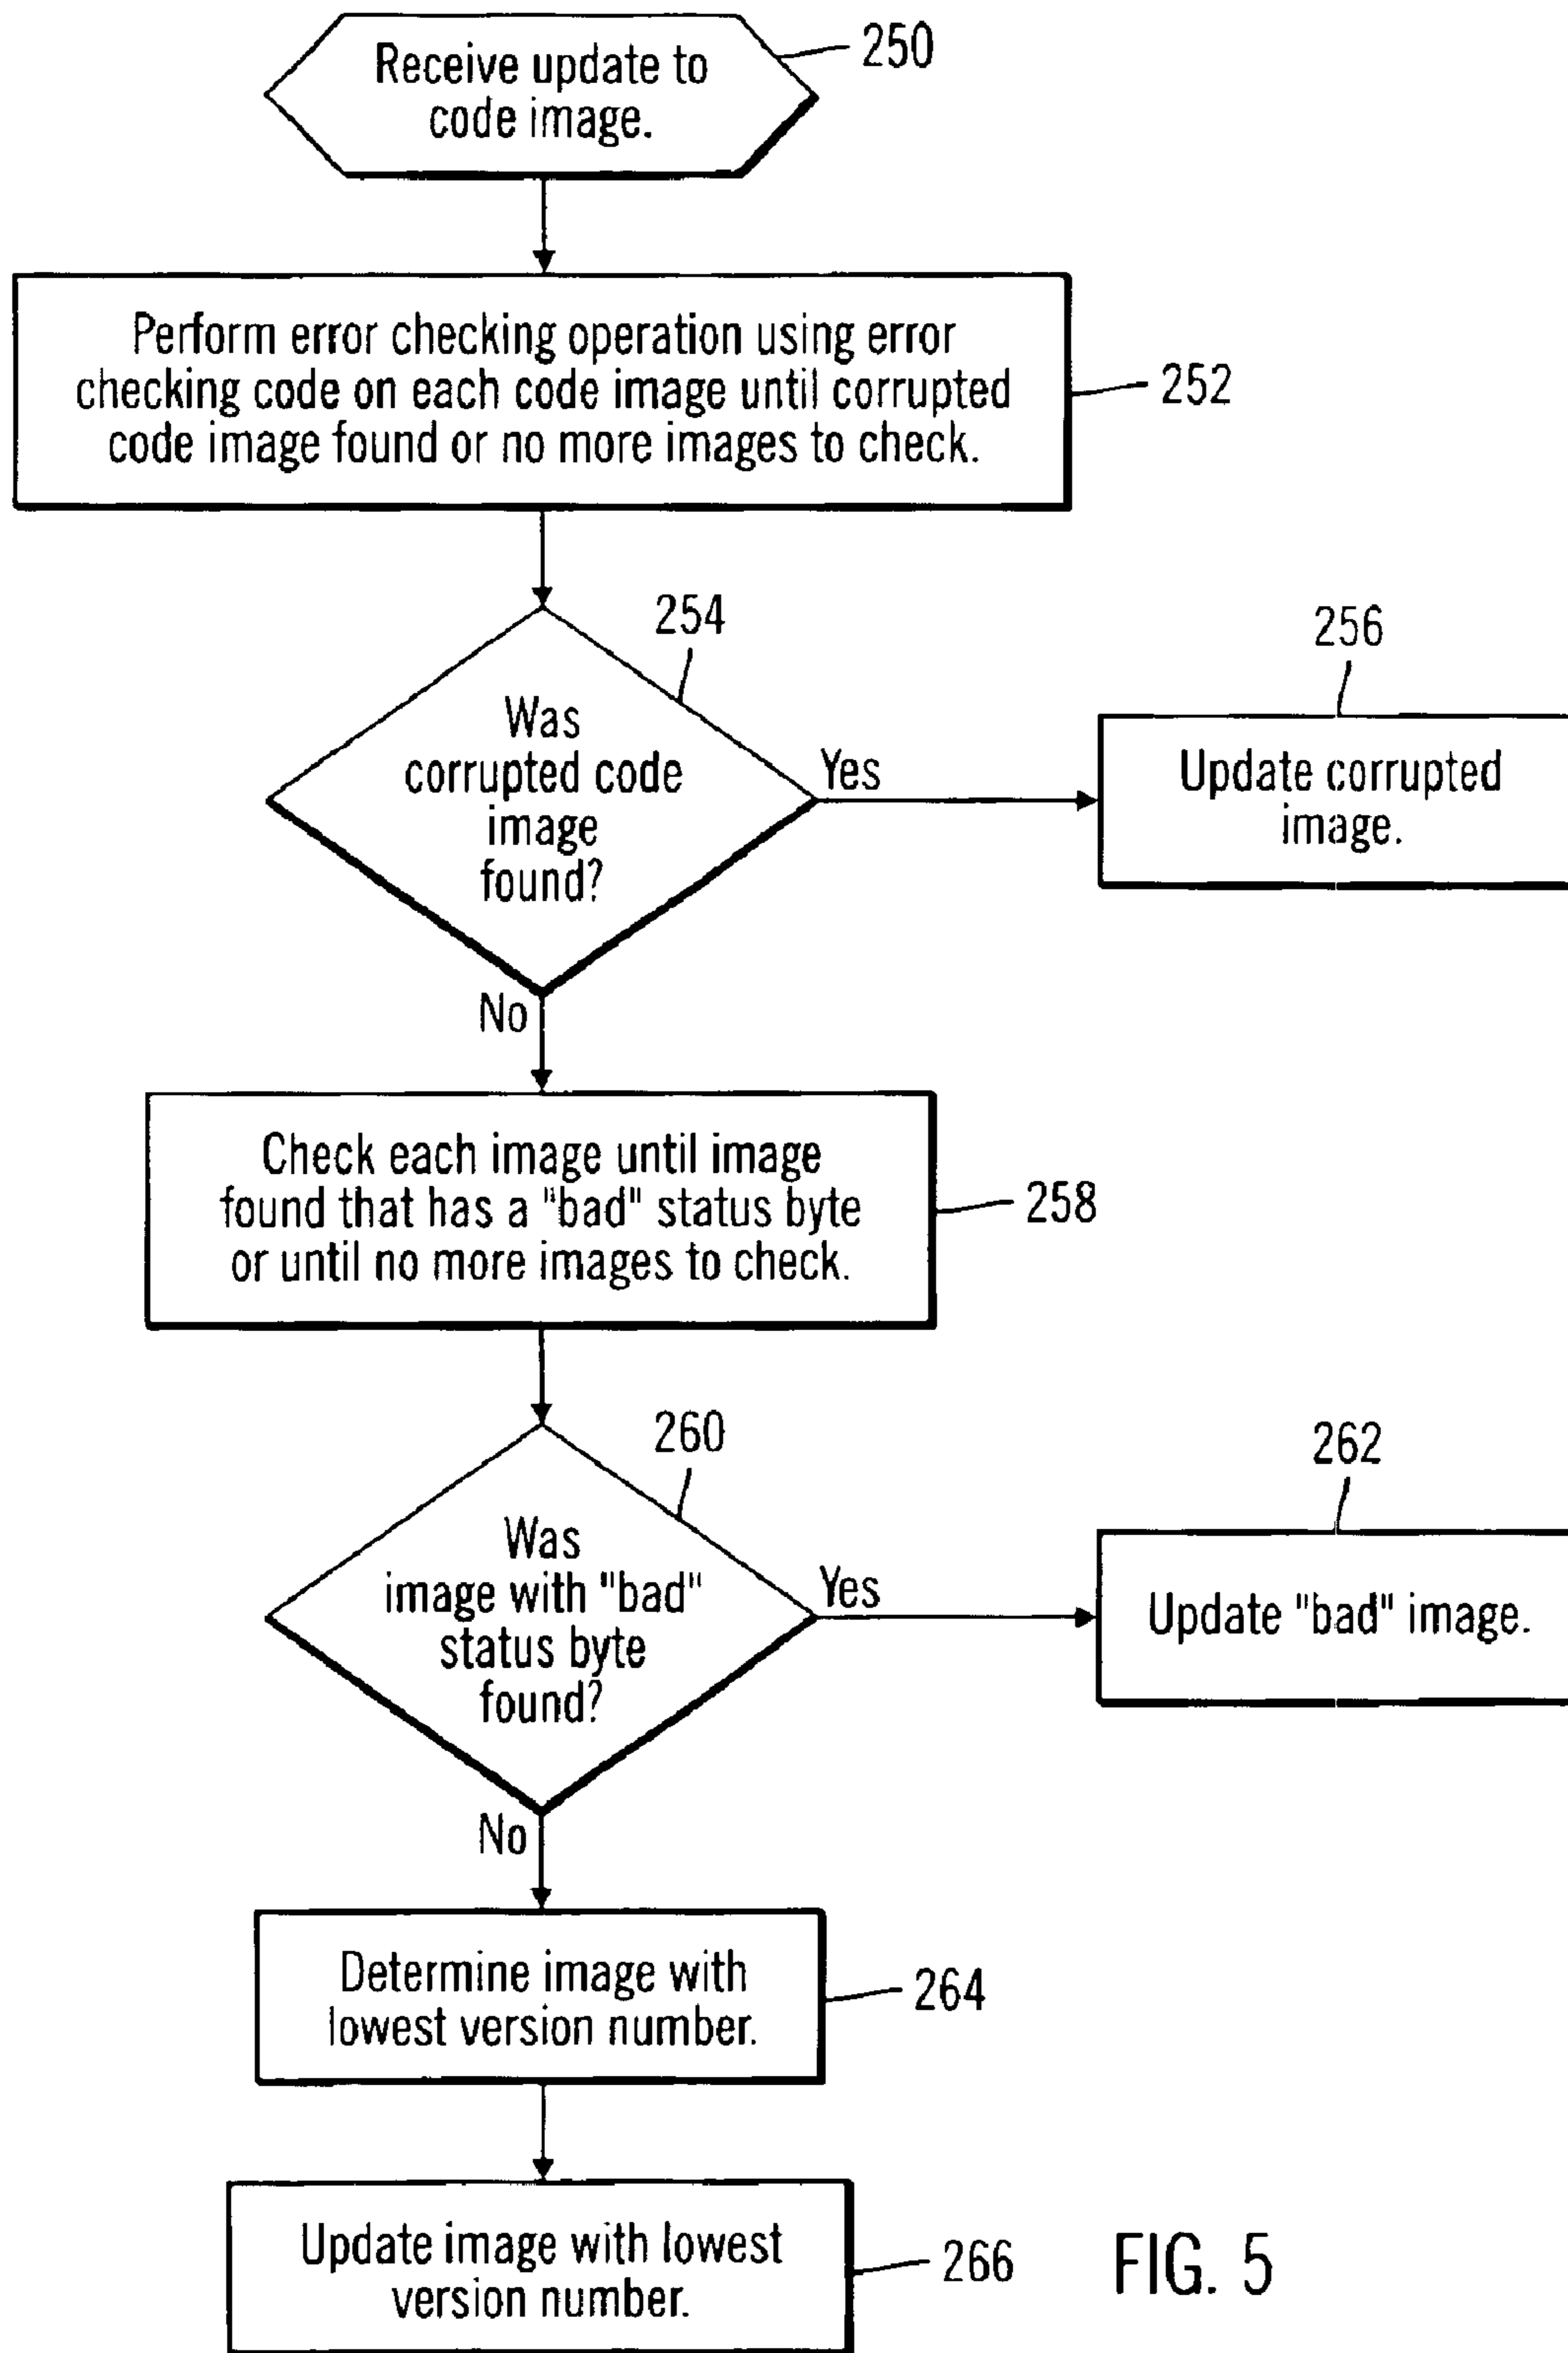 Receive update to
code image.
250
Perform error checking operation using error
checking code on each code image until corrupted
code image found or no more images to check.
252
254
Was
corrupted code
image
found?
Yes
256
Update corrupted
image.
No
Check each image until image
found that has a "bad" status byte
or until no more images to check.
258
260
Was
image with "bad"
status byte
found?
Yes
262
Update "bad" image.
No
Determine image with
lowest version number.
264
Update image with lowest
version number.
266
FIG. 5